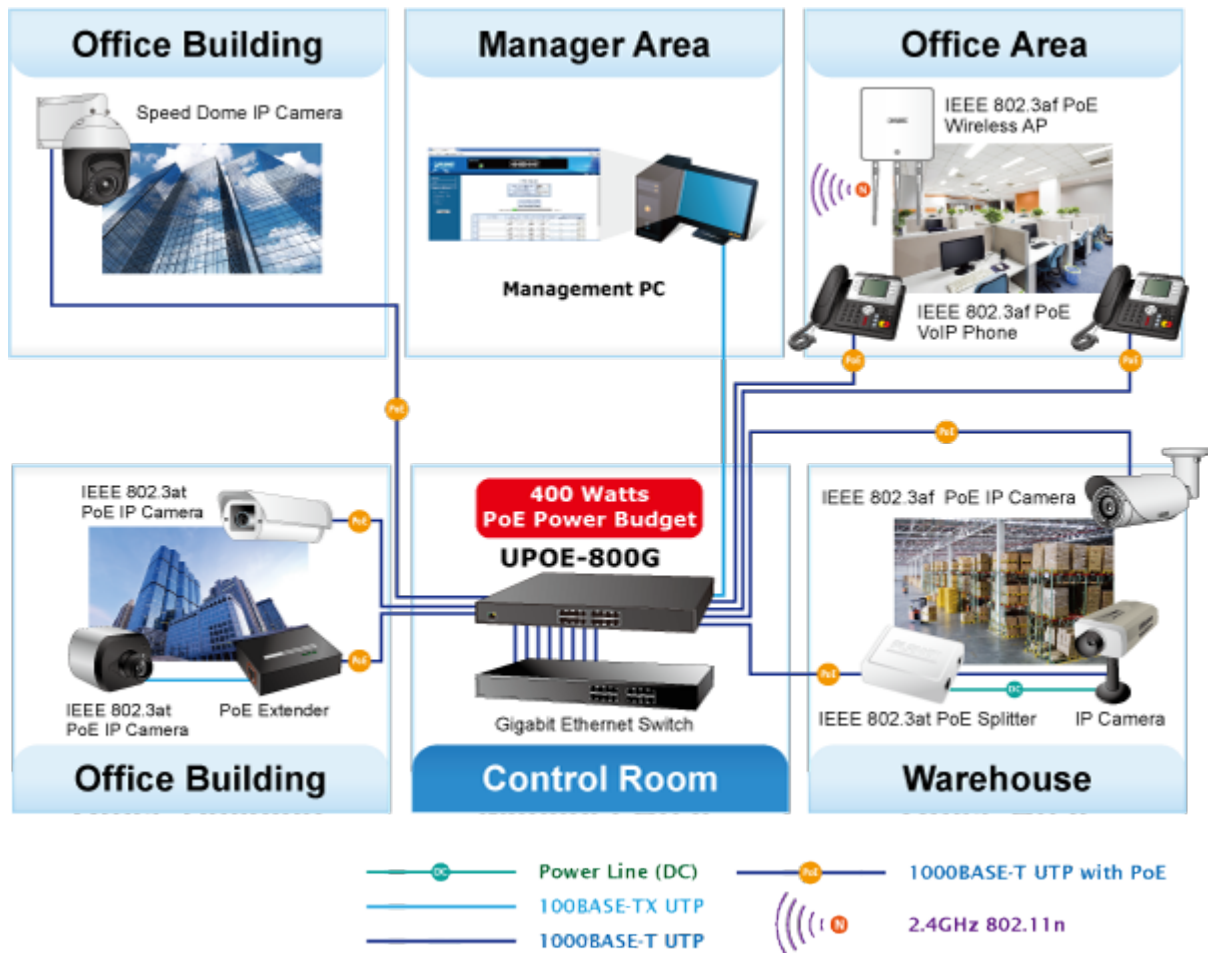 Office Building
Manager Area
Office Area
Speed Dome IP Camera
IEEE 802.3af PoE
Wireless AP
N
Management PC
IEEE 802.3af PoE
VoIP Phone
PoE
PoE
PoE
PoE
IEEE 802.3at
PoE IP Camera
PoE
400 Watts
PoE Power Budget
UPOE-800G
IEEE 802.3af PoE IP Camera
PoE
PoE
DC
IEEE 802.3at
PoE IP Camera
PoE Extender
Gigabit Ethernet Switch
IEEE 802.3at PoE Splitter
IP Camera
Office Building
Control Room
Warehouse
DC
Power Line (DC)
PoE
1000BASE-T UTP with PoE
100BASE-TX UTP
N
2.4GHz 802.11n
1000BASE-T UTP